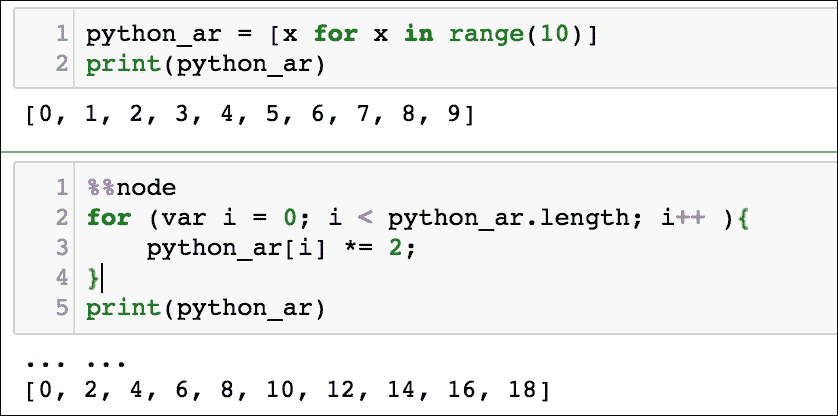 1 python_ar = [x for x in range(10)]
2 print(python_ar)
[0, 1, 2, 3, 4, 5, 6, 7, 8, 9]
1 %%node
2 for (var i = 0; i < python_ar.length; i++ ){
3     python_ar[i] *= 2;
4 }
5 print(python_ar)
... ...
[0, 2, 4, 6, 8, 10, 12, 14, 16, 18]